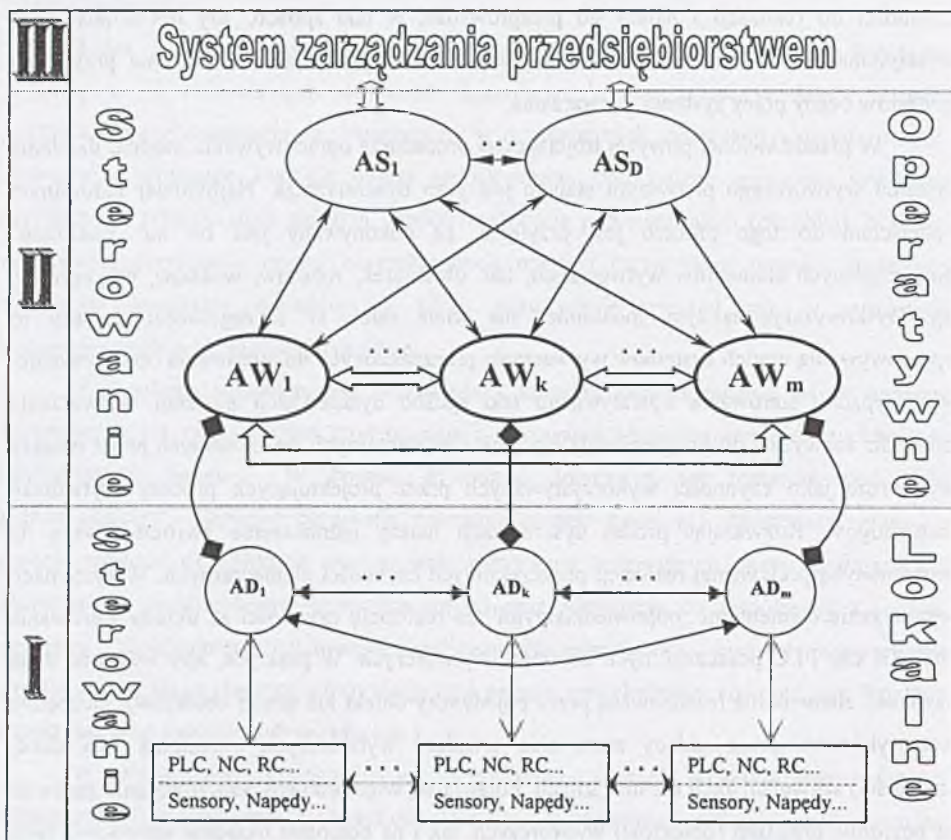 III System zarządzania przedsiębiorstwem
II
Sterowanie
Operatywne
AS1 ASD
... ...
AW1 AWk AWm
I
Sterowanie
Lokalne
AD1 ADk ADm
PLC, NC, RC... PLC, NC, RC... PLC, NC, RC...
Sensory, Napędy... Sensory, Napędy... Sensory, Napędy...